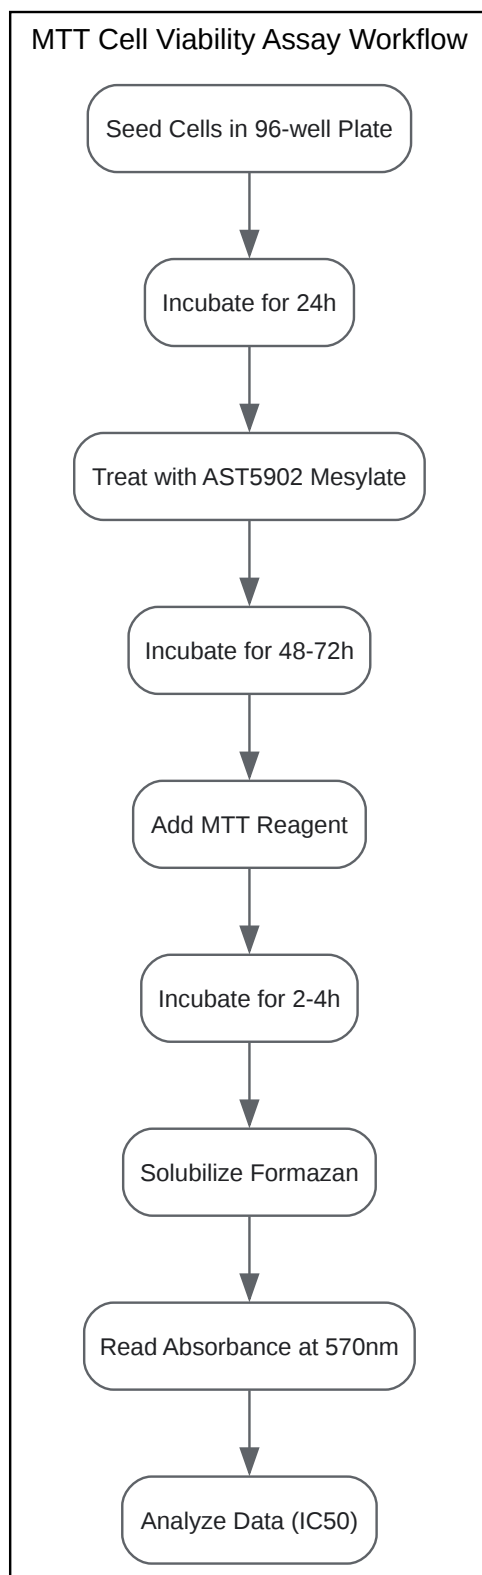 MTT Cell Viability Assay Workflow
Seed Cells in 96-well Plate
Incubate for 24h
Treat with AST5902 Mesylate
Incubate for 48-72h
Add MTT Reagent
Incubate for 2-4h
Solubilize Formazan
Read Absorbance at 570nm
Analyze Data (IC50)